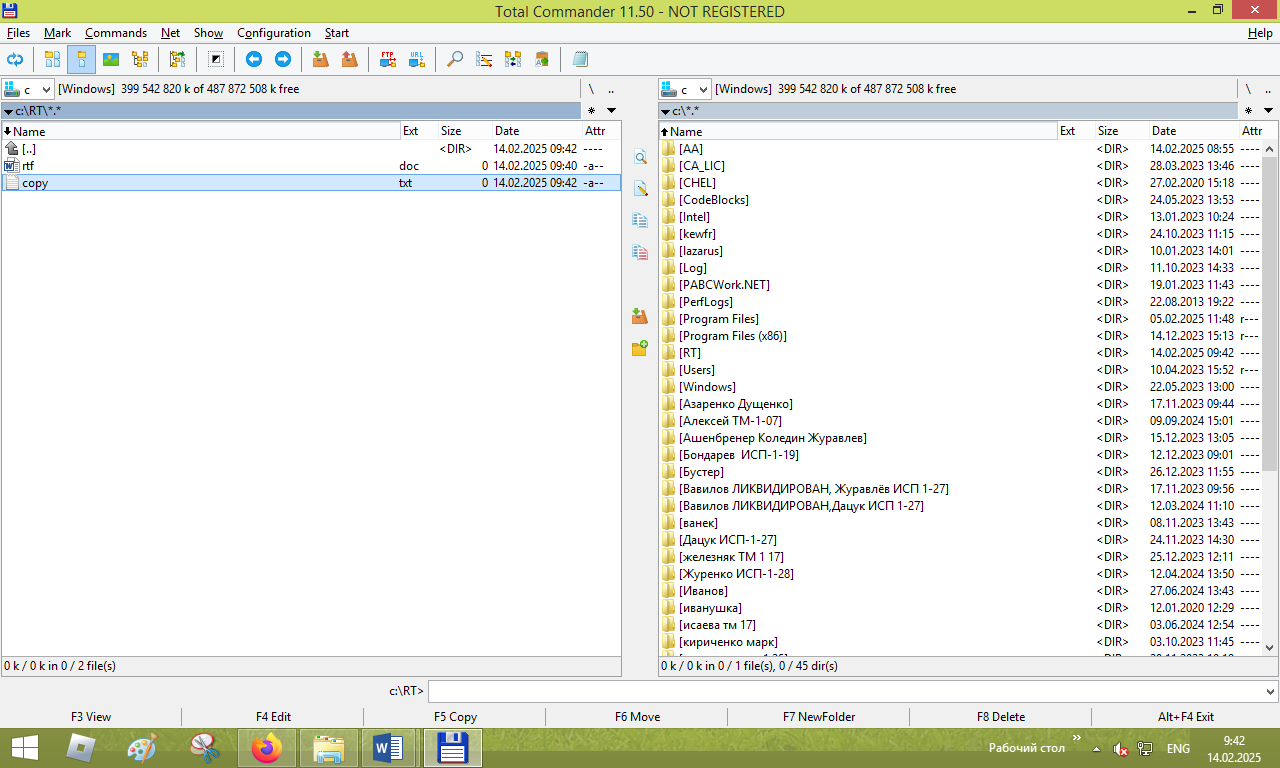 Total Commander 11.50 - NOT REGISTERED
Files Mark Commands Net Show Configuration Start Help
FTP URL
c [Windows] 399 542 820 k of 487 872 508 k free \ ..
c:\RT\*.* * 
Name Ext Size Date Attr
[..] <DIR> 14.02.2025 09:42 ----
rtf doc 0 14.02.2025 09:40 -a--
copy txt 0 14.02.2025 09:42 -a--
0 k / 0 k in 0 / 2 file(s)
c [Windows] 399 542 820 k of 487 872 508 k free \ ..
c:\*.* *
Name Ext Size Date Attr
[AA] <DIR> 14.02.2025 08:55 ----
[CA_LIC] <DIR> 28.03.2023 13:46 ----
[CHEL] <DIR> 27.02.2020 15:18 ----
[CodeBlocks] <DIR> 24.05.2023 13:53 ----
[Intel] <DIR> 13.01.2023 10:24 ----
[kewfr] <DIR> 24.10.2023 11:15 ----
[lazarus] <DIR> 10.01.2023 14:01 ----
[Log] <DIR> 11.10.2023 14:33 ----
[PABCWork.NET] <DIR> 19.01.2023 11:43 ----
[PerfLogs] <DIR> 22.08.2013 19:22 ----
[Program Files] <DIR> 05.02.2025 11:48 r---
[Program Files (x86)] <DIR> 14.12.2023 15:13 r---
[RT] <DIR> 14.02.2025 09:42 ----
[Users] <DIR> 10.04.2023 15:52 r---
[Windows] <DIR> 22.05.2023 13:00 ----
[Азаренко Дущенко] <DIR> 17.11.2023 09:44 ----
[Алексей ТМ-1-07] <DIR> 09.09.2024 15:01 ----
[Ашенбренер Коледин Журавлев] <DIR> 15.12.2023 13:05 ----
[Бондарев  ИСП-1-19] <DIR> 12.12.2023 09:01 ----
[Бустер] <DIR> 26.12.2023 11:55 ----
[Вавилов ЛИКВИДИРОВАН, Журавлёв ИСП 1-27] <DIR> 17.11.2023 09:56 ----
[Вавилов ЛИКВИДИРОВАН,Дацук ИСП 1-27] <DIR> 12.03.2024 11:10 ----
[ванек] <DIR> 08.11.2023 13:43 ----
[Дацук ИСП-1-27] <DIR> 24.11.2023 14:30 ----
[железняк ТМ 1 17] <DIR> 25.12.2023 12:11 ----
[Журенко ИСП-1-28] <DIR> 12.04.2024 13:50 ----
[Иванов] <DIR> 27.06.2024 13:43 ----
[иванушка] <DIR> 12.01.2020 12:29 ----
[исаева тм 17] <DIR> 03.06.2024 12:54 ----
[кириченко марк] <DIR> 03.10.2023 11:45 ----
0 k / 0 k in 0 / 1 file(s), 0 / 45 dir(s)
c:\RT>
F3 View F4 Edit F5 Copy F6 Move F7 NewFolder F8 Delete Alt+F4 Exit
Рабочий стол » ENG 9:42
14.02.2025